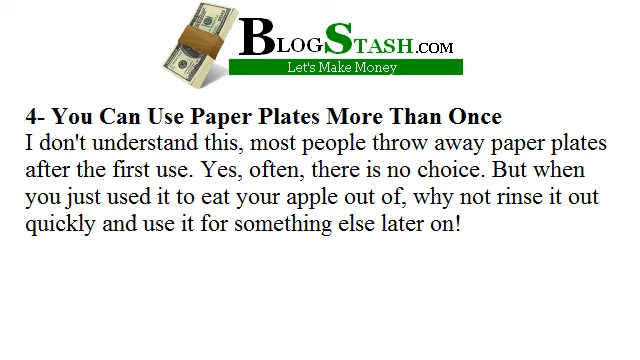 BLOGSTASH.COM
Let's Make Money
4- You Can Use Paper Plates More Than Once
I don't understand this, most people throw away paper plates
after the first use. Yes, often, there is no choice. But when
you just used it to eat your apple out of, why not rinse it out
quickly and use it for something else later on!